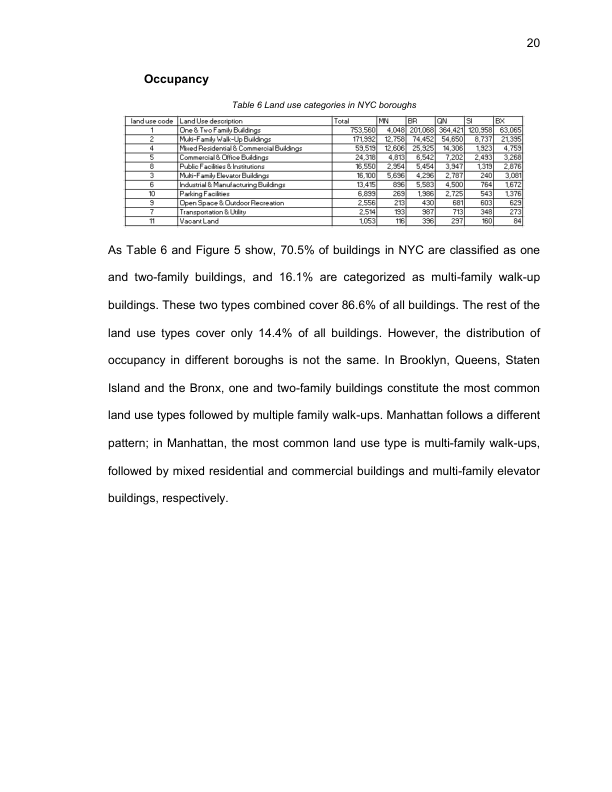 20
Occupancy
Table 6 Land use categories in NYC boroughs
land use code Land Use description Total MN BR QN SI BX
1 One & Two Family Buildings 753,560 4,048 201,068 364,421 120,958 63,065
2 Multi-Family Walk-Up Buildings 171,992 12,758 74,452 54,650 8,737 21,395
4 Mixed Residential & Commercial Buildings 59,519 12,606 25,925 14,306 1,923 4,759
5 Commercial & Office Buildings 24,318 4,813 6,542 7,202 2,493 3,268
8 Public Facilities & Institutions 16,550 2,954 5,454 3,947 1,319 2,876
3 Multi-Family Elevator Buildings 16,100 5,696 4,296 2,787 240 3,081
6 Industrial & Manufacturing Buildings 13,415 896 5,583 4,500 764 1,672
10 Parking Facilities 6,899 269 1,986 2,725 543 1,376
9 Open Space & Outdoor Recreation 2,556 213 430 681 603 629
7 Transportation & Utility 2,514 193 987 713 348 273
11 Vacant Land 1,053 116 396 297 160 84
As Table 6 and Figure 5 show, 70.5% of buildings in NYC are classified as one
and two-family buildings, and 16.1% are categorized as multi-family walk-up
buildings. These two types combined cover 86.6% of all buildings. The rest of the
land use types cover only 14.4% of all buildings. However, the distribution of
occupancy in different boroughs is not the same. In Brooklyn, Queens, Staten
Island and the Bronx, one and two-family buildings constitute the most common
land use types followed by multiple family walk-ups. Manhattan follows a different
pattern; in Manhattan, the most common land use type is multi-family walk-ups,
followed by mixed residential and commercial buildings and multi-family elevator
buildings, respectively.